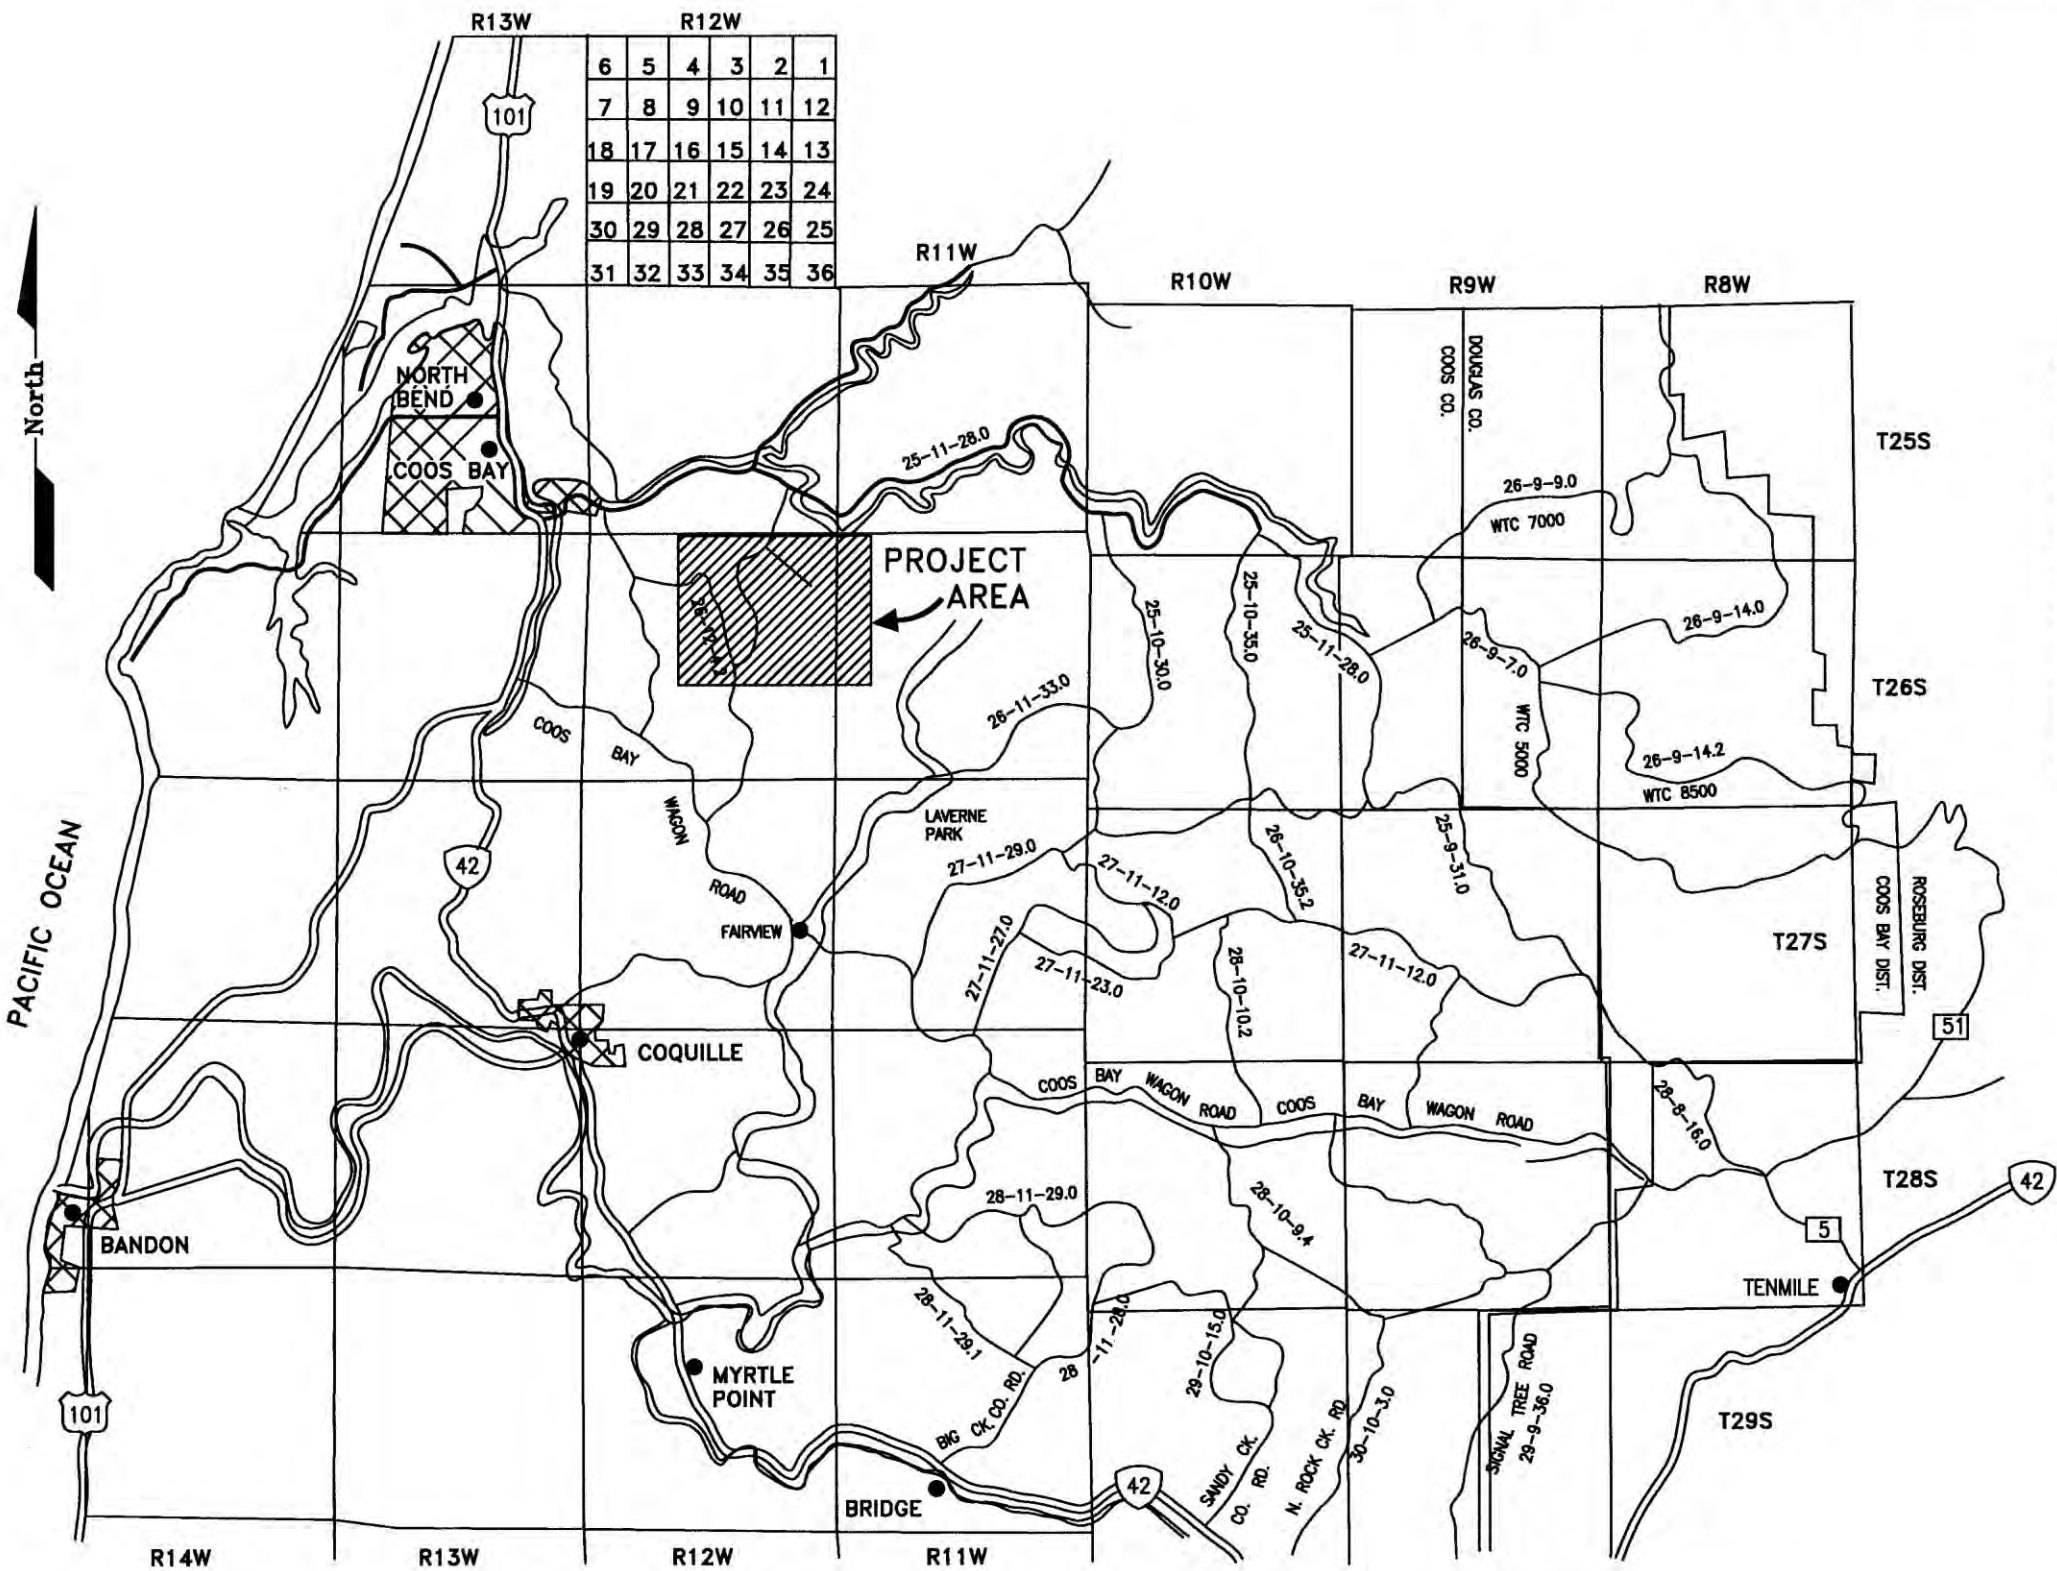 R13W R12W
101
6 5 4 3 2 1
7 8 9 10 11 12
18 17 16 15 14 13
19 20 21 22 23 24
30 29 28 27 26 25
31 32 33 34 35 36
North
R11W
R10W
R9W
R8W
DOUGLAS CO.
COOS CO.
NORTH
BEND
COOS BAY
25-11-28.0
T25S
26-9-9.0
WTC 7000
PROJECT
AREA
25-10-30.0
25-10-35.0
25-11-28.0
26-9-7.0
26-9-14.0
T26S
26-11-33.0
WTC 5000
26-9-14.2
WTC 8500
COOS BAY WAGON ROAD
LAVERNE
PARK
PACIFIC OCEAN
42
27-11-29.0
27-11-12.0
26-10-35.2
25-9-31.0
FAIRVIEW
27-11-27.0
27-11-23.0
28-10-10.2
27-11-12.0
T27S
ROSEBURG DIST.
COOS BAY DIST.
51
COQUILLE
COOS BAY WAGON ROAD COOS BAY WAGON ROAD
28-8-16.0
T28S
42
28-11-29.0
28-10-9.4
5
BANDON
TENMILE
28-11-29.1
28-11-28.0
29-10-15.0
MYRTLE
POINT
BIG CK. CO. RD.
SANDY CK.
CO. RD.
N. ROCK CK. RD.
30-10-3.0
SIGNAL TREE ROAD
29-9-36.0
T29S
101
BRIDGE
42
R14W R13W R12W R11W